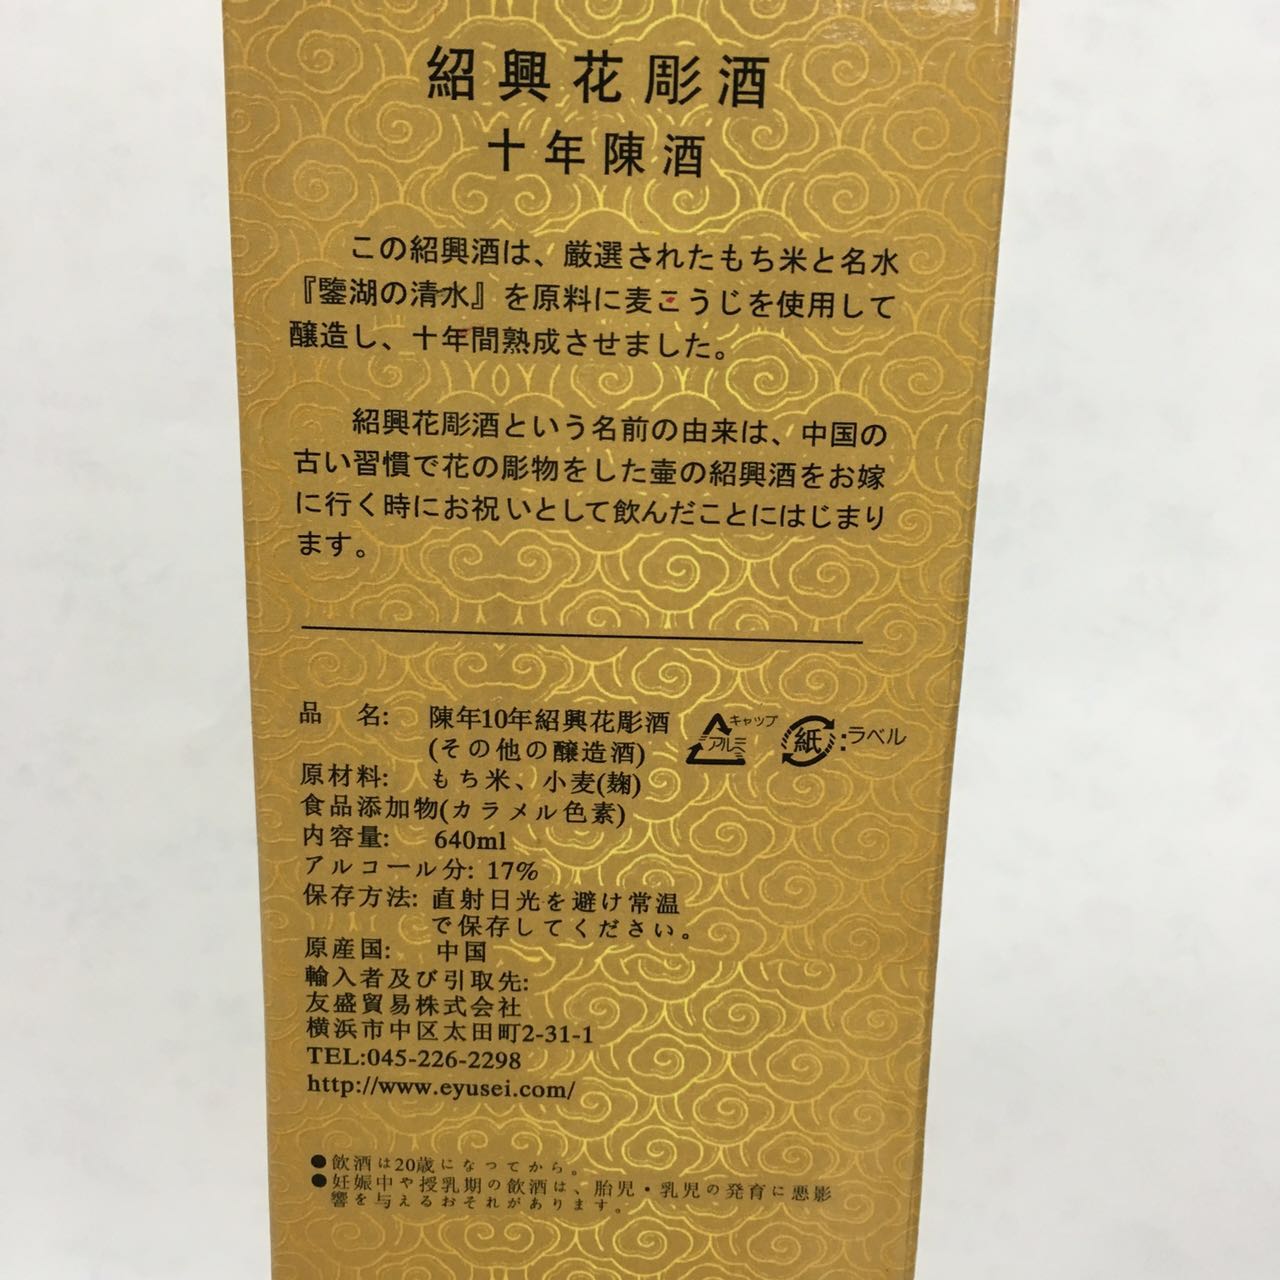 紹興花彫酒
十年陳酒
この紹興酒は、厳選されたもち米と名水
『鑒湖の清水』を原料に麦こうじを使用して
醸造し、十年間熟成させました。
紹興花彫酒という名前の由来は、中国の
古い習慣で花の彫物をした壷の紹興酒をお嫁
に行く時にお祝いとして飲んだことにはじまり
ます。
品 名: 陳年10年紹興花彫酒
(その他の醸造酒)
キャップ
アルミ
紙:ラベル
原材料: もち米、小麦(麹)
食品添加物(カラメル色素)
内容量: 640ml
アルコール分: 17%
保存方法: 直射日光を避け常温
で保存してください。
原産国: 中国
輸入者及び引取先:
友盛貿易株式会社
横浜市中区太田町2-31-1
TEL:045-226-2298
http://www.eyusei.com/
●飲酒は20歳になってから。
●妊娠中や授乳期の飲酒は、胎児・乳児の発育に悪影
響を与えるおそれがあります。